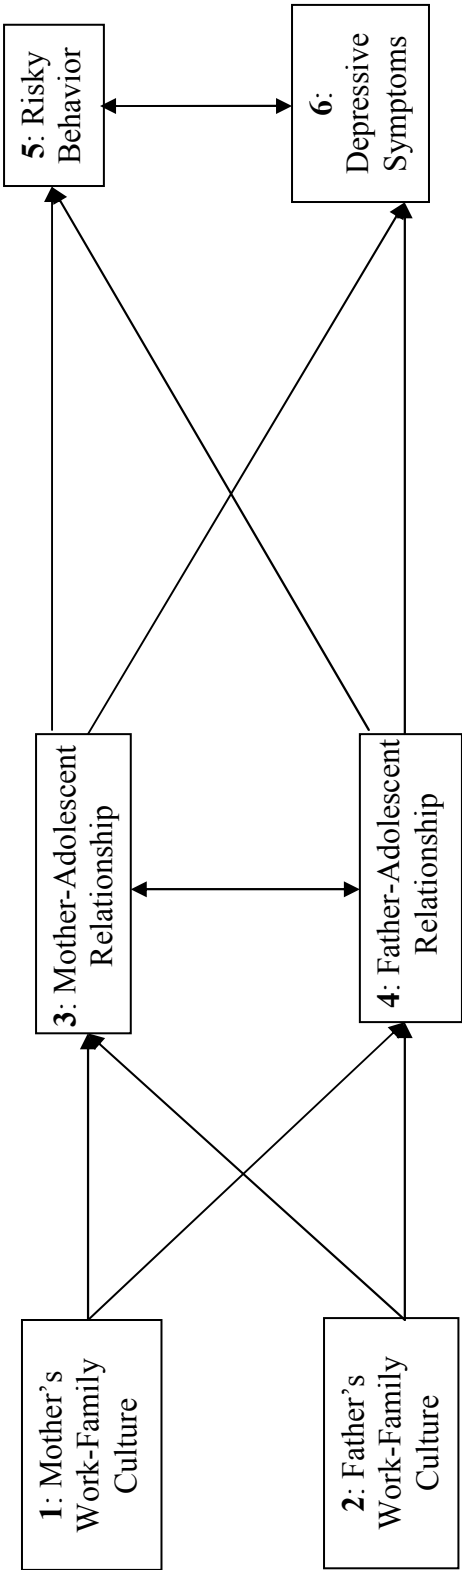 1: Mother’s
Work-Family
Culture
2: Father’s
Work-Family
Culture
3: Mother-Adolescent
Relationship
4: Father-Adolescent
Relationship
5: Risky
Behavior
6:
Depressive
Symptoms